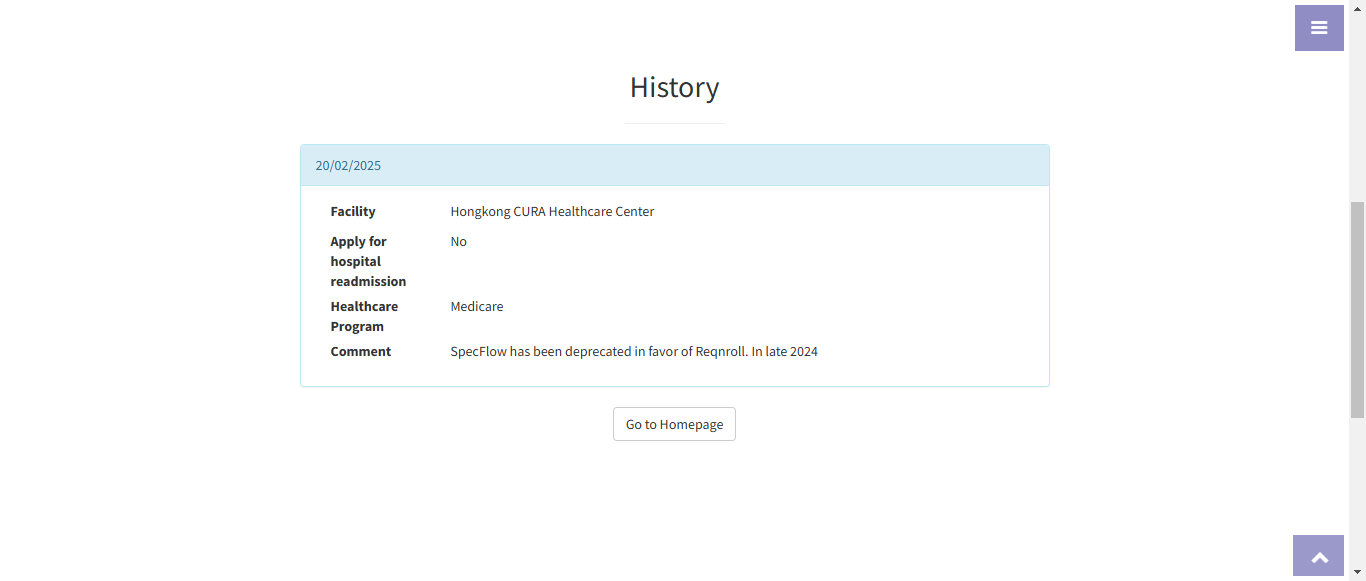 History
20/02/2025
Facility Hongkong CURA Healthcare Center
Apply for No
hospital
readmission
Healthcare Medicare
Program
Comment SpecFlow has been deprecated in favor of Reqnroll. In late 2024
Go to Homepage